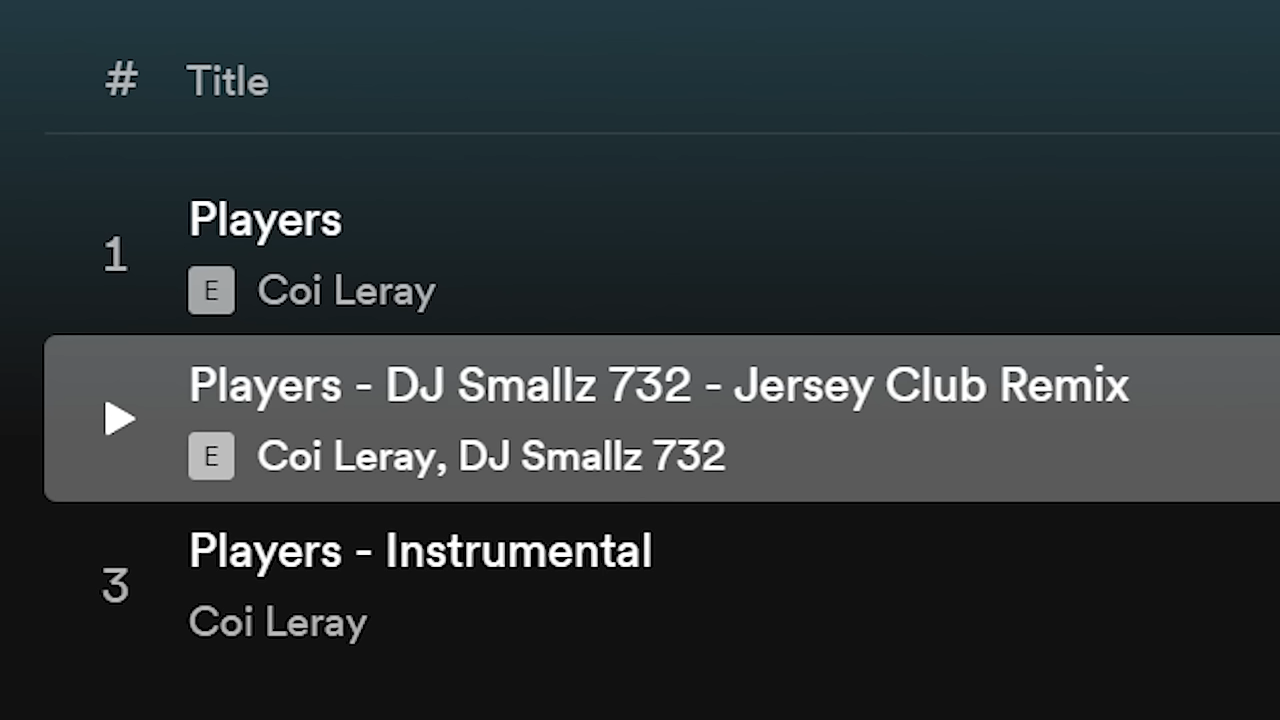 # Title
Players
1
E Coi Leray
Players - DJ Smallz 732 - Jersey Club Remix
E Coi Leray, DJ Smallz 732
Players - Instrumental
3
Coi Leray